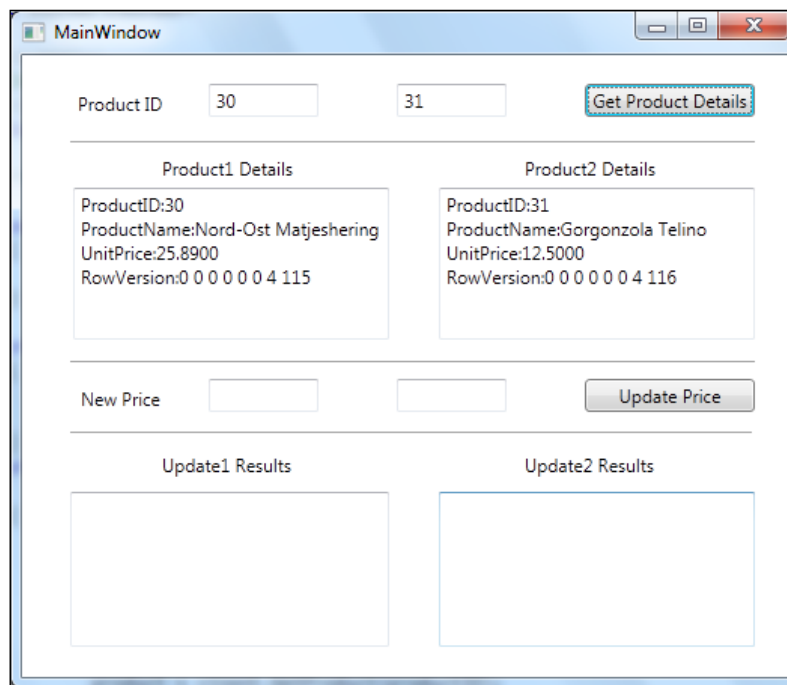 MainWindow
Product ID 30 31 Get Product Details
Product1 Details Product2 Details
ProductID:30
ProductName:Nord-Ost Matjeshering
UnitPrice:25.8900
RowVersion:0 0 0 0 0 0 4 115
ProductID:31
ProductName:Gorgonzola Telino
UnitPrice:12.5000
RowVersion:0 0 0 0 0 0 4 116
New Price Update Price
Update1 Results Update2 Results